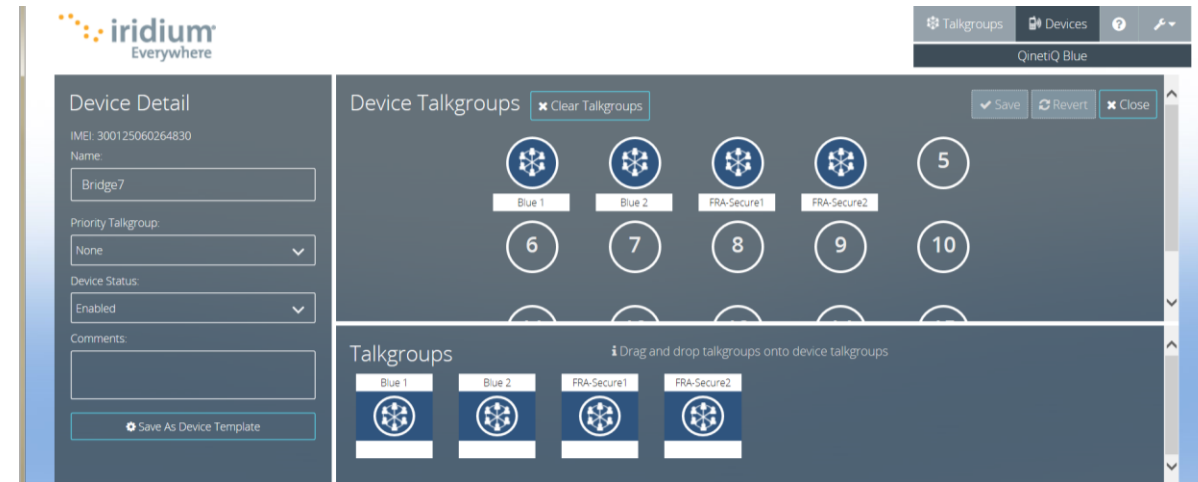 iridium
Everywhere
Talkgroups
Devices
QinetiQ Blue
Device Detail
IMEI: 300125060264830
Name:
Bridge7
Priority Talkgroup:
None
Device Status:
Enabled
Comments:
Save As Device Template
Device Talkgroups
Clear Talkgroups
Save
Revert
Close
5
Blue 1
Blue 2
FRA-Secure1
FRA-Secure2
6
7
8
9
10
Talkgroups
Drag and drop talkgroups onto device talkgroups
Blue 1
Blue 2
FRA-Secure1
FRA-Secure2